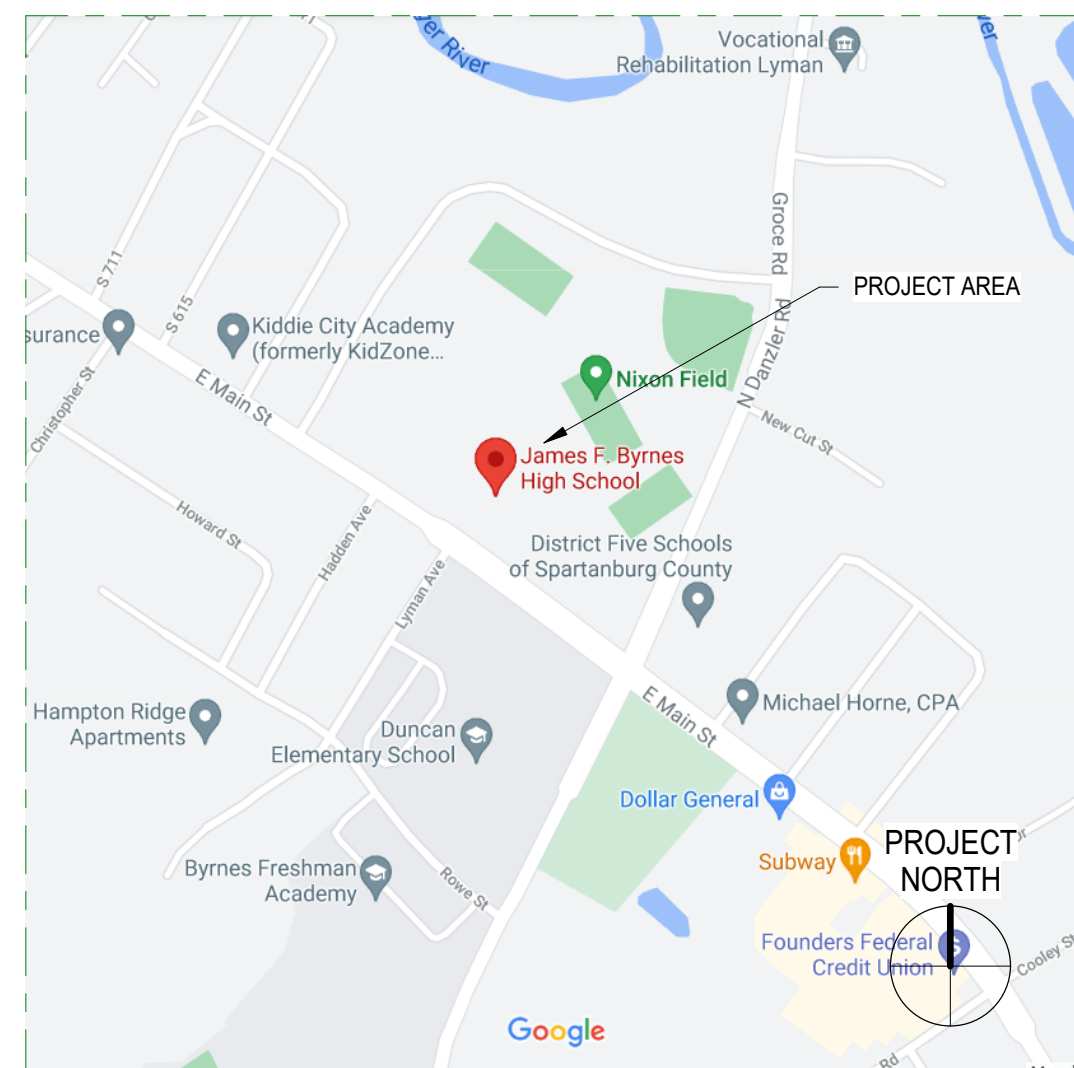 ger River
Vocational
Rehabilitation Lyman
Groce Rd
S 711
S 615
PROJECT AREA
surance
Kiddie City Academy
(formerly KidZone...
N Danzler Rd
Nixon Field
E Main St
Christopher St
New Cut St
James F. Byrnes
High School
Howard St
Hadden Ave
Lyman Ave
District Five Schools
of Spartanburg County
Hampton Ridge
Apartments
Duncan
Elementary School
E Main St
Michael Horne, CPA
Dollar General
Subway
PROJECT
NORTH
Byrnes Freshman
Academy
Rowe St
Founders Federal
Credit Union
Cooley St
Google
Rd